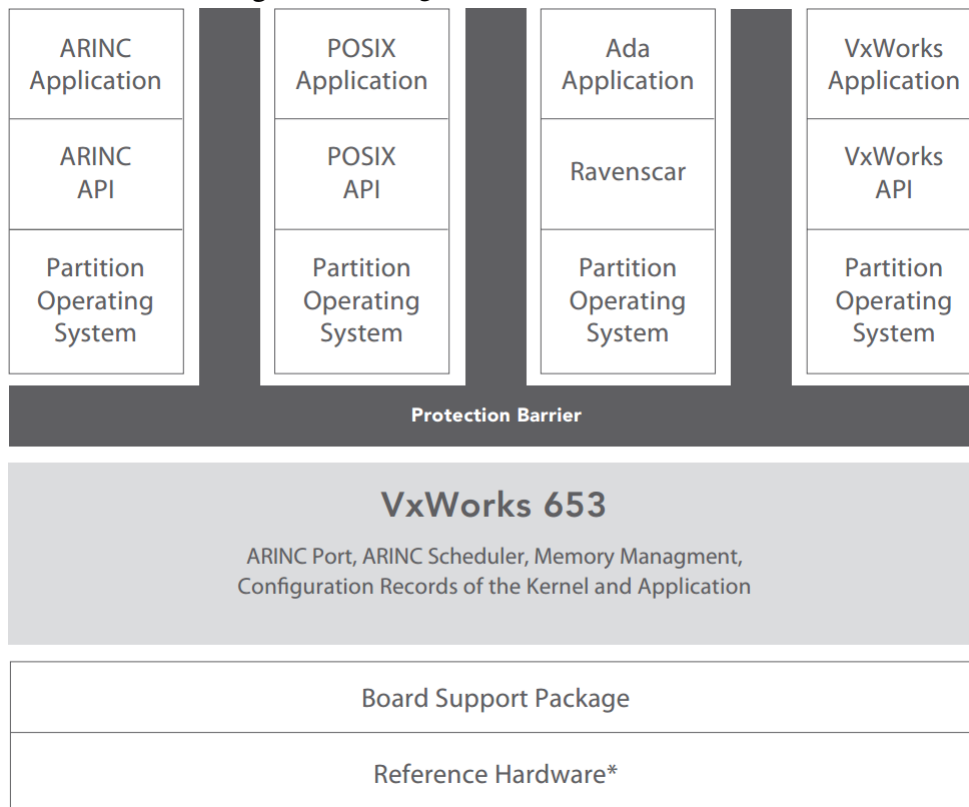 ARINC
Application
POSIX
Application
Ada
Application
VxWorks
Application
ARINC
API
POSIX
API
Ravenscar
VxWorks
API
Partition
Operating
System
Partition
Operating
System
Partition
Operating
System
Partition
Operating
System
Protection Barrier
VxWorks 653
ARINC Port, ARINC Scheduler, Memory Managment,
Configuration Records of the Kernel and Application
Board Support Package
Reference Hardware*